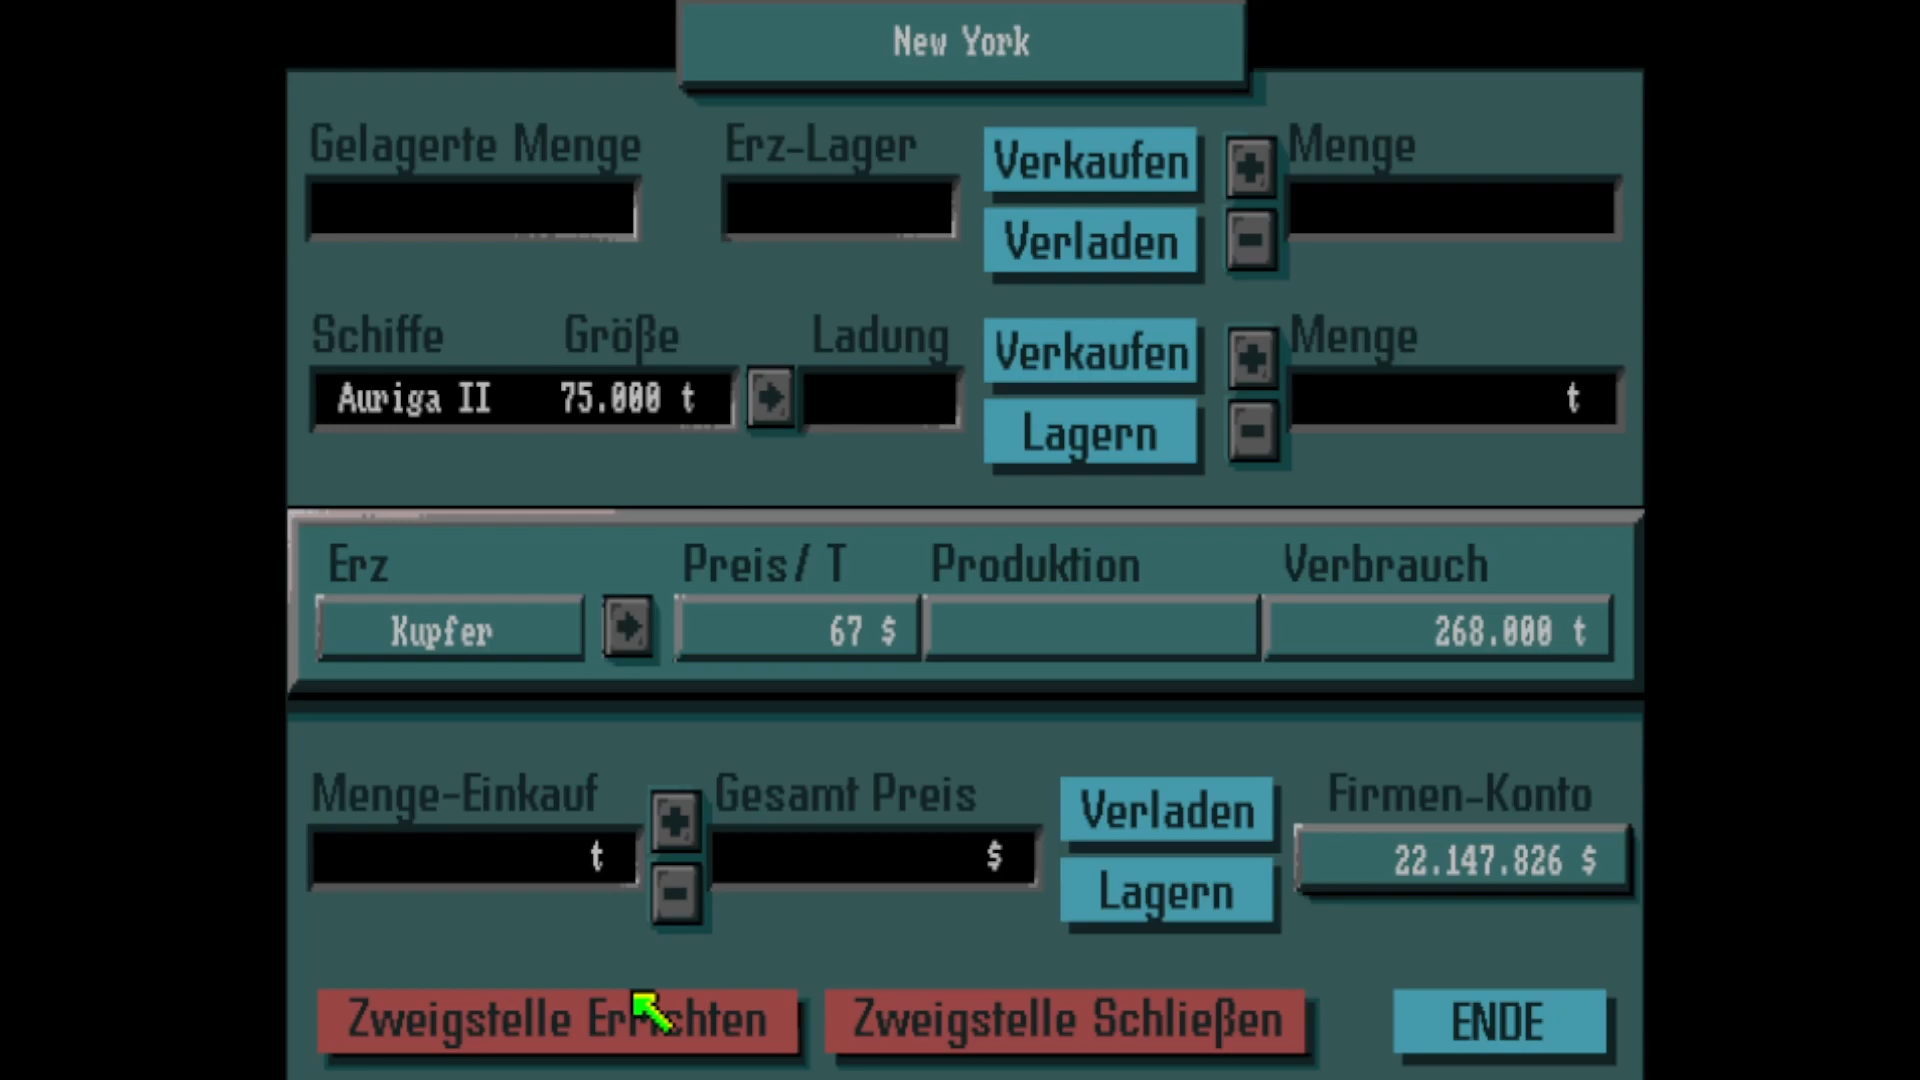 New York
Gelagerte Menge Erz-Lager Verkaufen + Menge
Verladen -
Schiffe Größe Ladung Verkaufen + Menge
Auriga II 75.000 t t
Lagern -
Erz Preis/ T Produktion Verbrauch
Kupfer 67 $ 268.000 t
Menge-Einkauf + Gesamt Preis Verladen Firmen-Konto
t - $ Lagern 22.147.826 $
Zweigstelle Errichten Zweigstelle Schließen ENDE